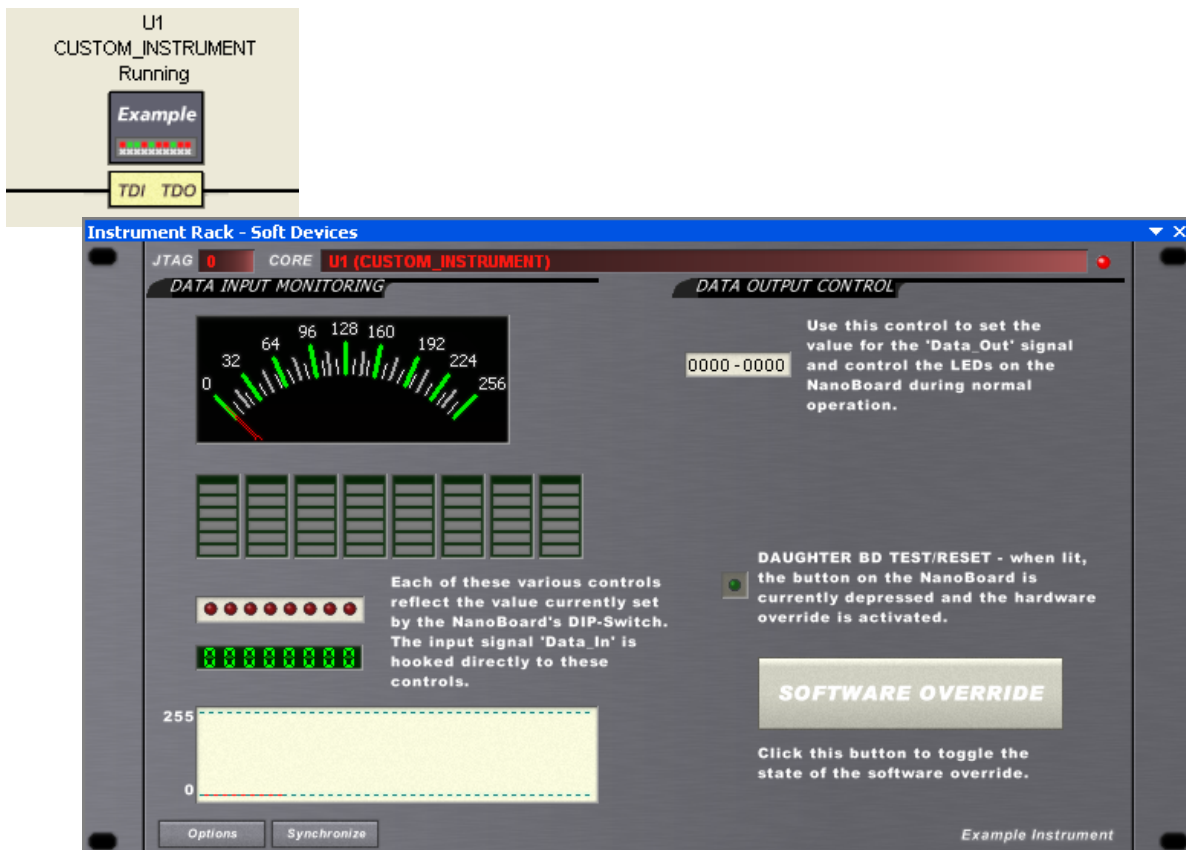 U1
CUSTOM_INSTRUMENT
Running
Example
TDI TDO
Instrument Rack - Soft Devices
JTAG 0 CORE U1 (CUSTOM_INSTRUMENT)
DATA INPUT MONITORING
0 32 64 96 128 160 192 224 256
Each of these various controls
reflect the value currently set
by the NanoBoard's DIP-Switch.
The input signal 'Data_In' is
hooked directly to these
controls.
00000000
255
0
Options Synchronize
DATA OUTPUT CONTROL
0000-0000
Use this control to set the
value for the 'Data_Out' signal
and control the LEDs on the
NanoBoard during normal
operation.
DAUGHTER BD TEST/RESET - when lit,
the button on the NanoBoard is
currently depressed and the hardware
override is activated.
SOFTWARE OVERRIDE
Click this button to toggle the
state of the software override.
Example Instrument